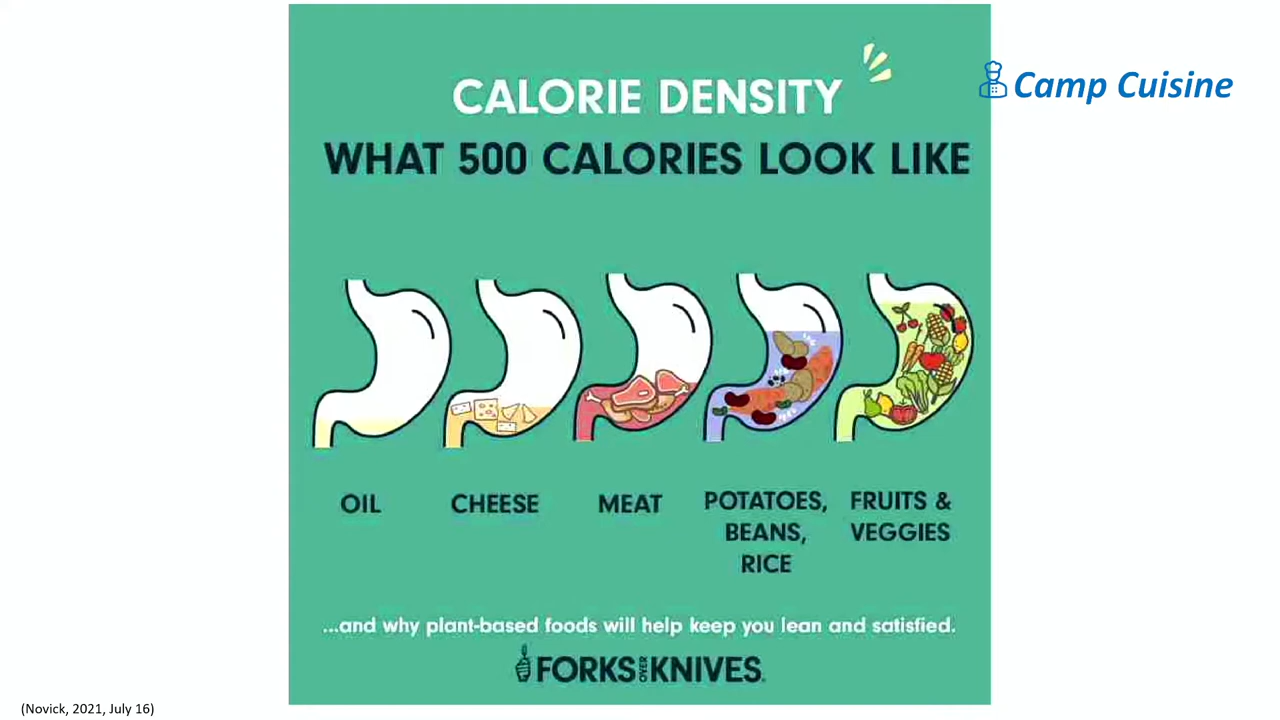 CALORIE DENSITY
Camp Cuisine
WHAT 500 CALORIES LOOK LIKE
OIL
CHEESE
MEAT
POTATOES,
BEANS,
RICE
FRUITS &
VEGGIES
...and why plant-based foods will help keep you lean and satisfied.
FORKS OVER KNIVES.
(Novick, 2021, July 16)